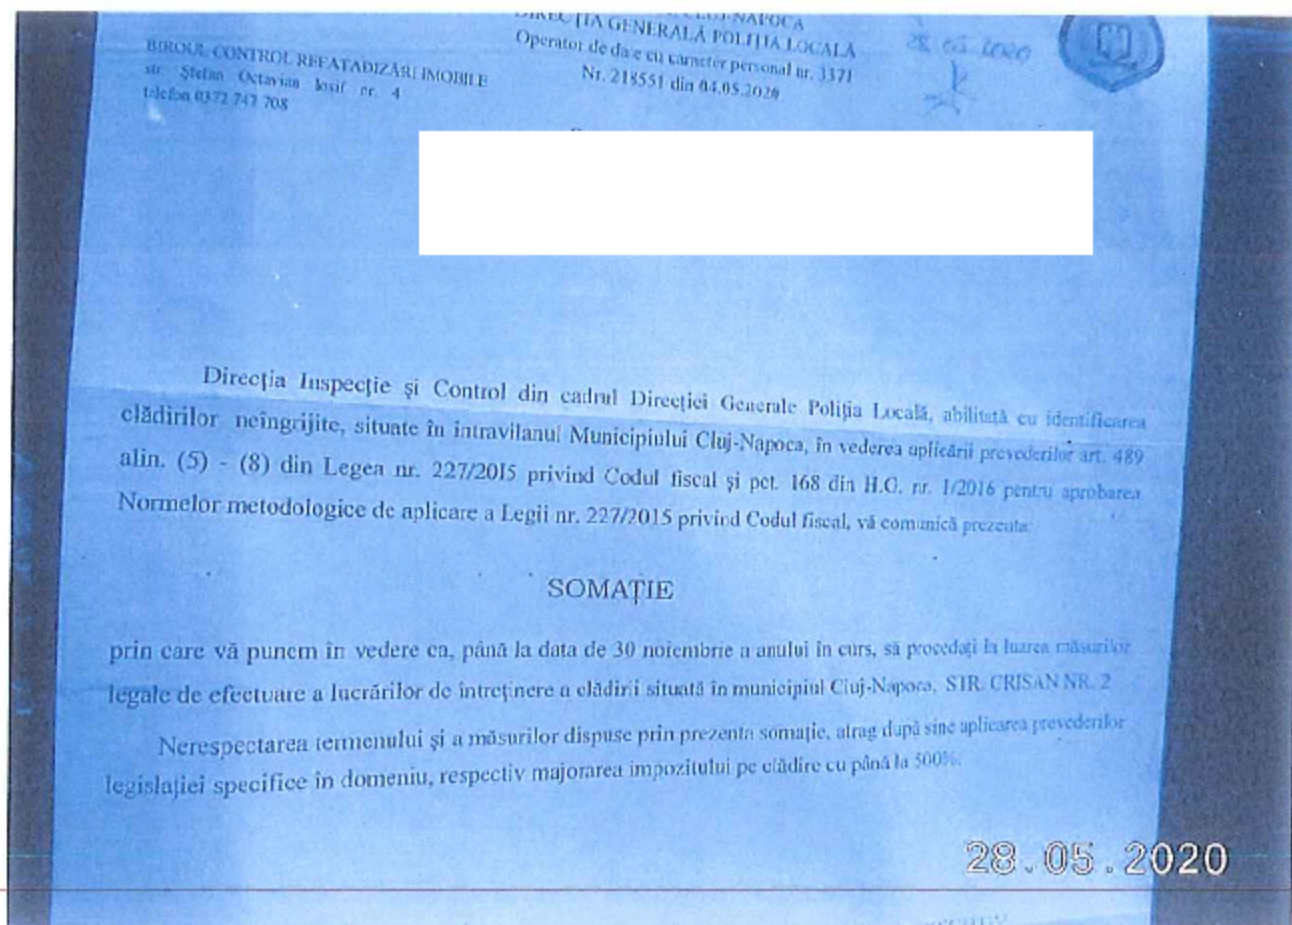 DIRECȚIA GENERALĂ POLIȚIA LOCALĂ
Operator de date cu caracter personal nr. 3371
Nr. 218551 din 04.05.2020
28 05 2020
BIROUL CONTROL REFATADIZĂRI IMOBILE
str. Ștefan Octavian Iosif nr. 4
telefon 0372 747 708
Direcția Inspecție și Control din cadrul Direcției Generale Poliția Locală, abilitată cu identificarea
clădirilor neîngrijite, situate în intravilanul Municipiului Cluj-Napoca, în vederea aplicării prevederilor art. 489
alin. (5) - (8) din Legea nr. 227/2015 privind Codul fiscal și pct. 168 din H.G. nr. 1/2016 pentru aprobarea
Normelor metodologice de aplicare a Legii nr. 227/2015 privind Codul fiscal, vă comunică prezenta
SOMAȚIE
prin care vă punem în vedere ca, până la data de 30 noiembrie a anului în curs, să procedați la luarea măsurilor
legale de efectuare a lucrărilor de întreținere a clădirii situată în municipiul Cluj-Napoca, STR. CRISAN NR. 2
Nerespectarea termenului și a măsurilor dispuse prin prezenta somație, atrag după sine aplicarea prevederilor
legislației specifice în domeniu, respectiv majorarea impozitului pe clădire cu până la 500%.
28.05.2020